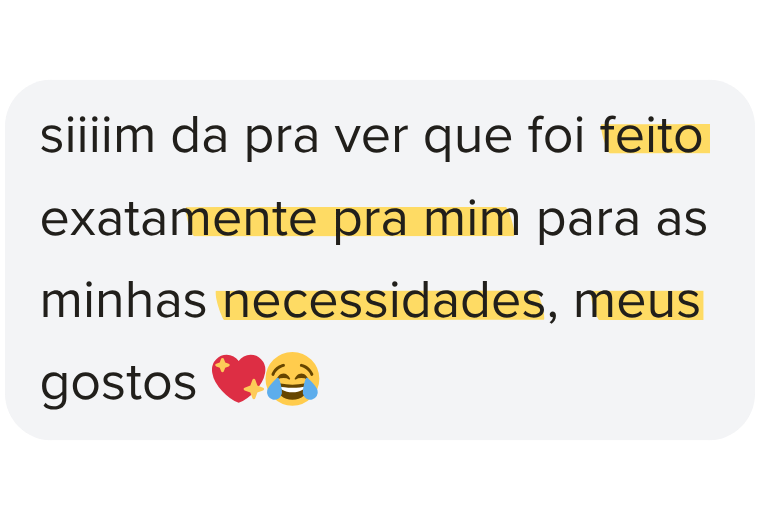 siiiim da pra ver que foi feito
exatamente pra mim para as
minhas necessidades, meus
gostos 💖😂